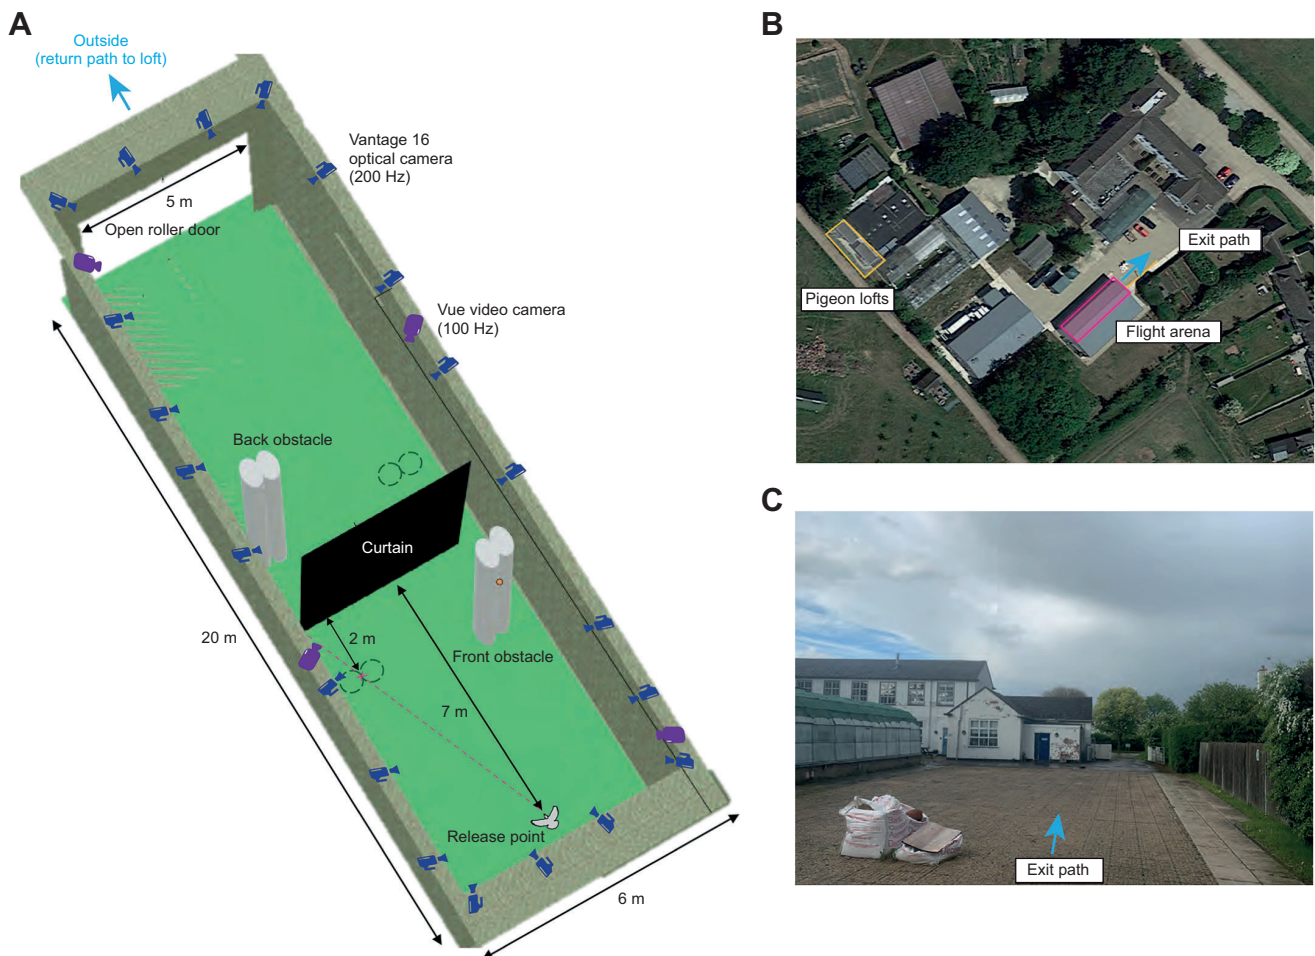 A
Outside
(return path to loft)
Vantage 16
optical camera
(200 Hz)
5 m
Open roller door
Vue video camera
(100 Hz)
Back obstacle
Curtain
20 m
2 m
Front obstacle
7 m
Release point
6 m
B
Exit path
Pigeon lofts
Flight arena
C
Exit path